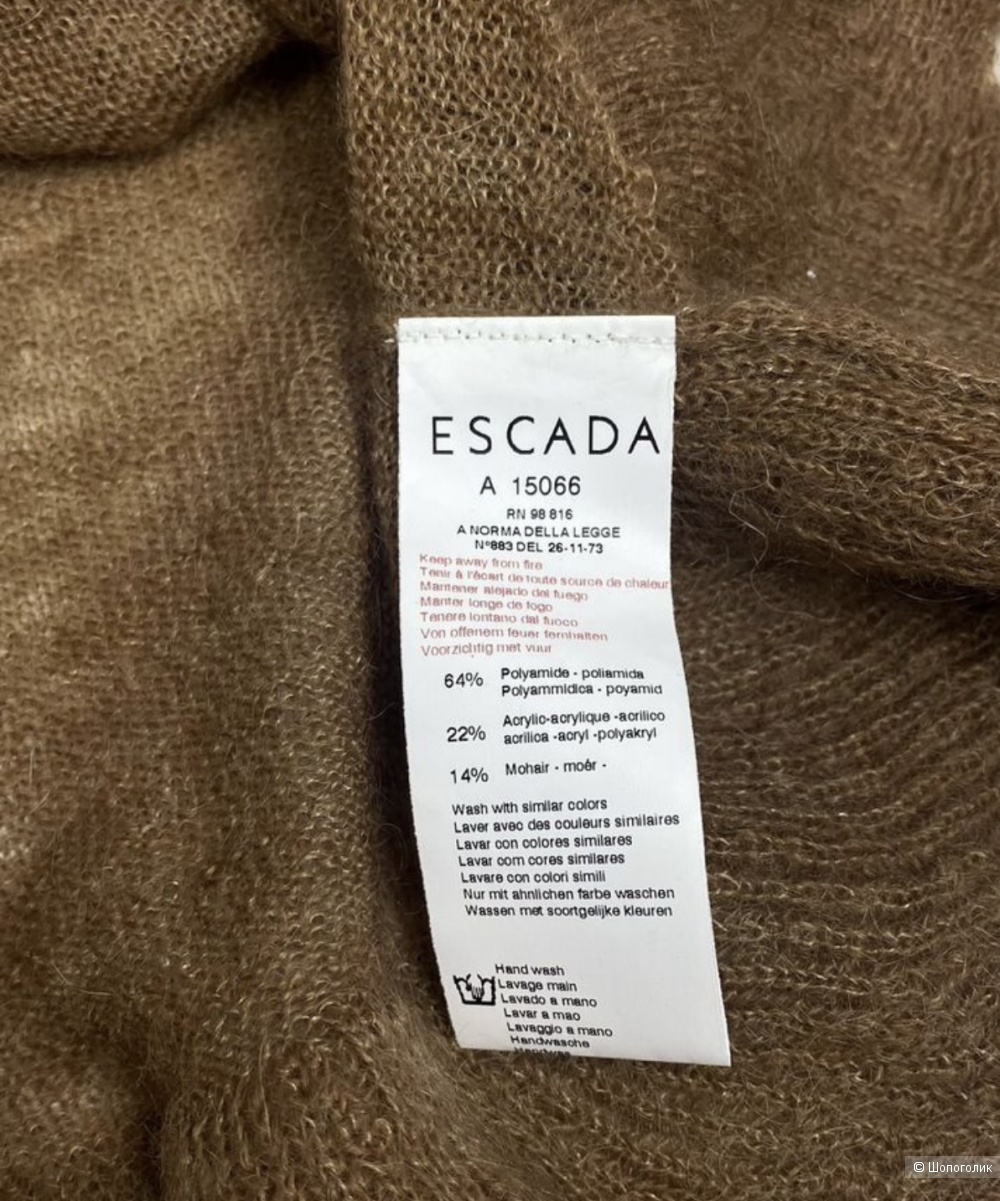 ESCADA
A 15066
RN 98 816
A NORMA DELLA LEGGE
N°883 DEL 26-11-73
Keep away from fire
Tenir à l'écart de toute source de chaleur
Mantener alejado del fuego
Manter longe de fogo
Tenere lontano dal fuoco
Von offenem feuer fernhalten
Voorzichtig met vuur
64% Polyamide - poliamida
Polyammidica - poyamid
22% Acrylic-acrylique -acrilico
acrilica -acryl -polyakryl
14% Mohair - moér -
Wash with similar colors
Laver avec des couleurs similaires
Lavar con colores similares
Lavar com cores similares
Lavare con colori simili
Nur mit ahnlichen farbe waschen
Wassen met soortgelijke kleuren
Hand wash
Lavage main
Lavado a mano
Lavar a mao
Lavaggio a mano
Handwasche
© Шопоголик